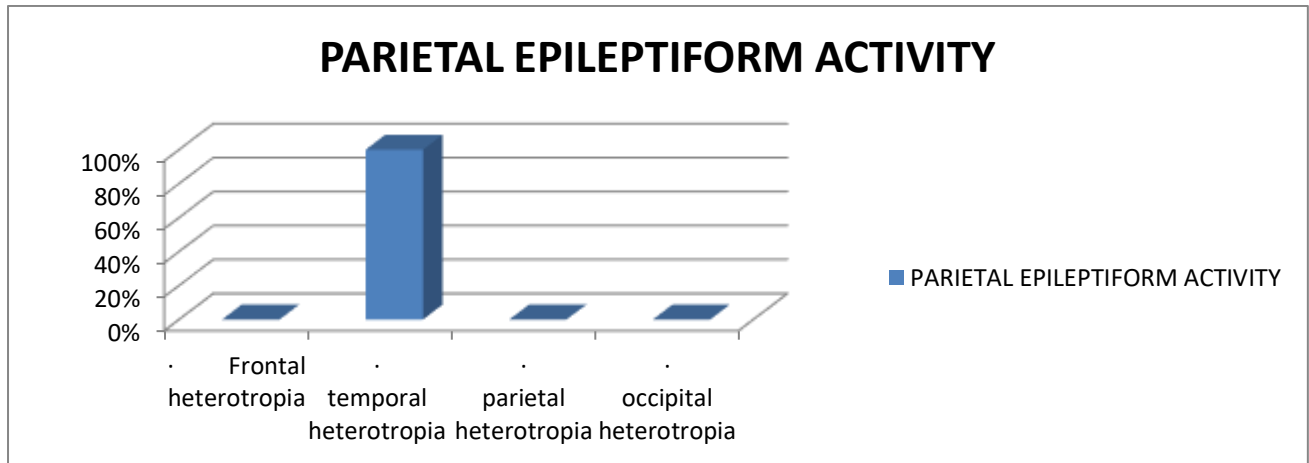 PARIETAL EPILEPTIFORM ACTIVITY
100%
80%
60%
40%
20%
0%
· Frontal
heterotropia
·
temporal
heterotropia
·
parietal
heterotropia
·
occipital
heterotropia
PARIETAL EPILEPTIFORM ACTIVITY